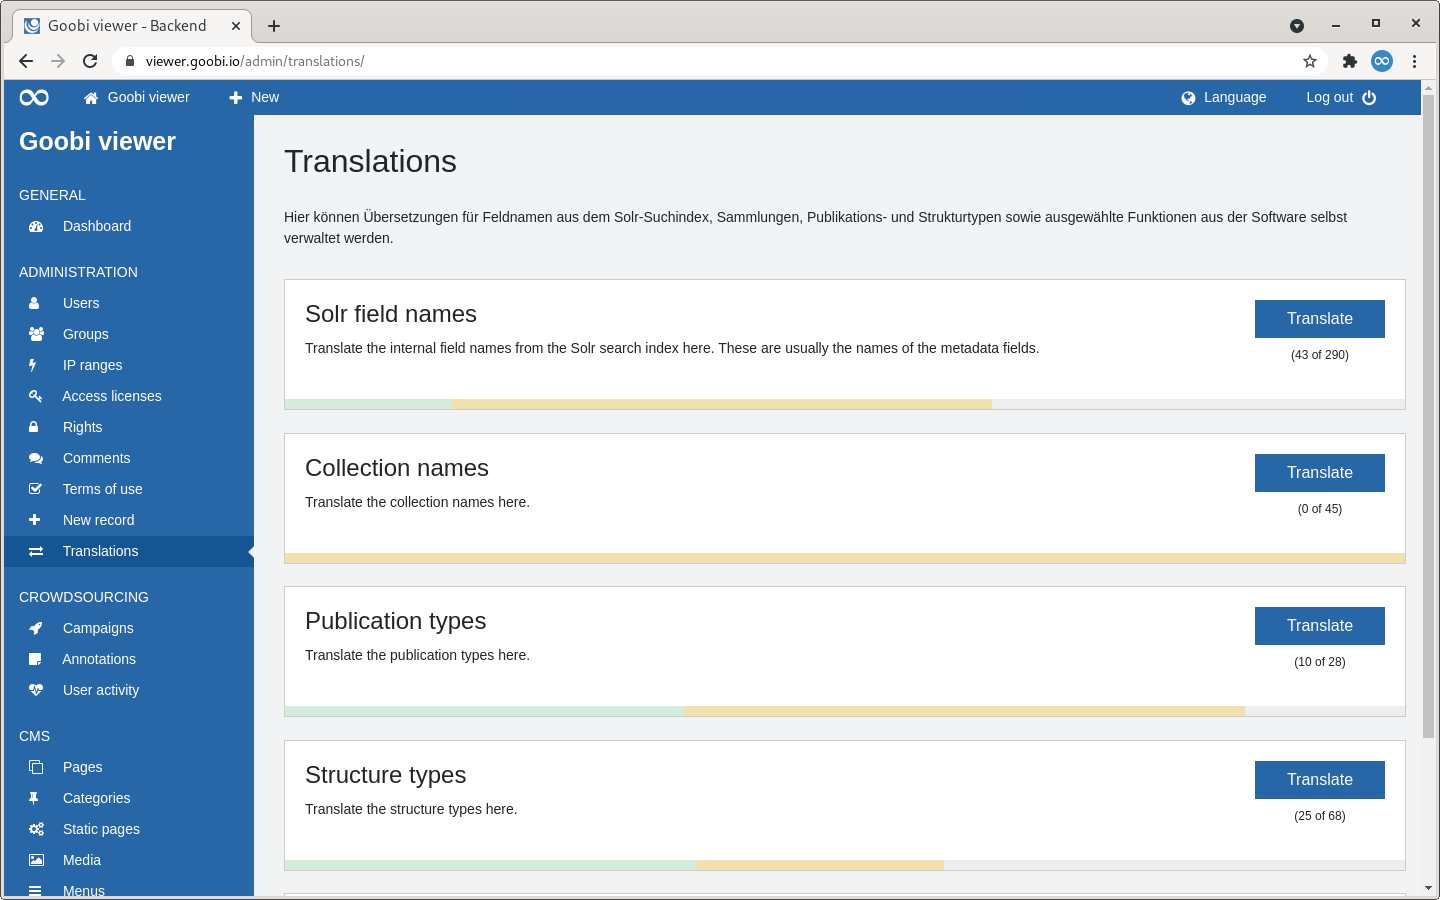 Goobi viewer - Backend
viewer.goobi.io/admin/translations/
Goobi viewer
New
Language
Log out
Goobi viewer
GENERAL
Dashboard
ADMINISTRATION
Users
Groups
IP ranges
Access licenses
Rights
Comments
Terms of use
New record
Translations
CROWDSOURCING
Campaigns
Annotations
User activity
CMS
Pages
Categories
Static pages
Media
Menus
Translations
Hier können Übersetzungen für Feldnamen aus dem Solr-Suchindex, Sammlungen, Publikations- und Strukturtypen sowie ausgewählte Funktionen aus der Software selbst
verwaltet werden.
Solr field names
Translate the internal field names from the Solr search index here. These are usually the names of the metadata fields.
Translate
(43 of 290)
Collection names
Translate the collection names here.
Translate
(0 of 45)
Publication types
Translate the publication types here.
Translate
(10 of 28)
Structure types
Translate the structure types here.
Translate
(25 of 68)